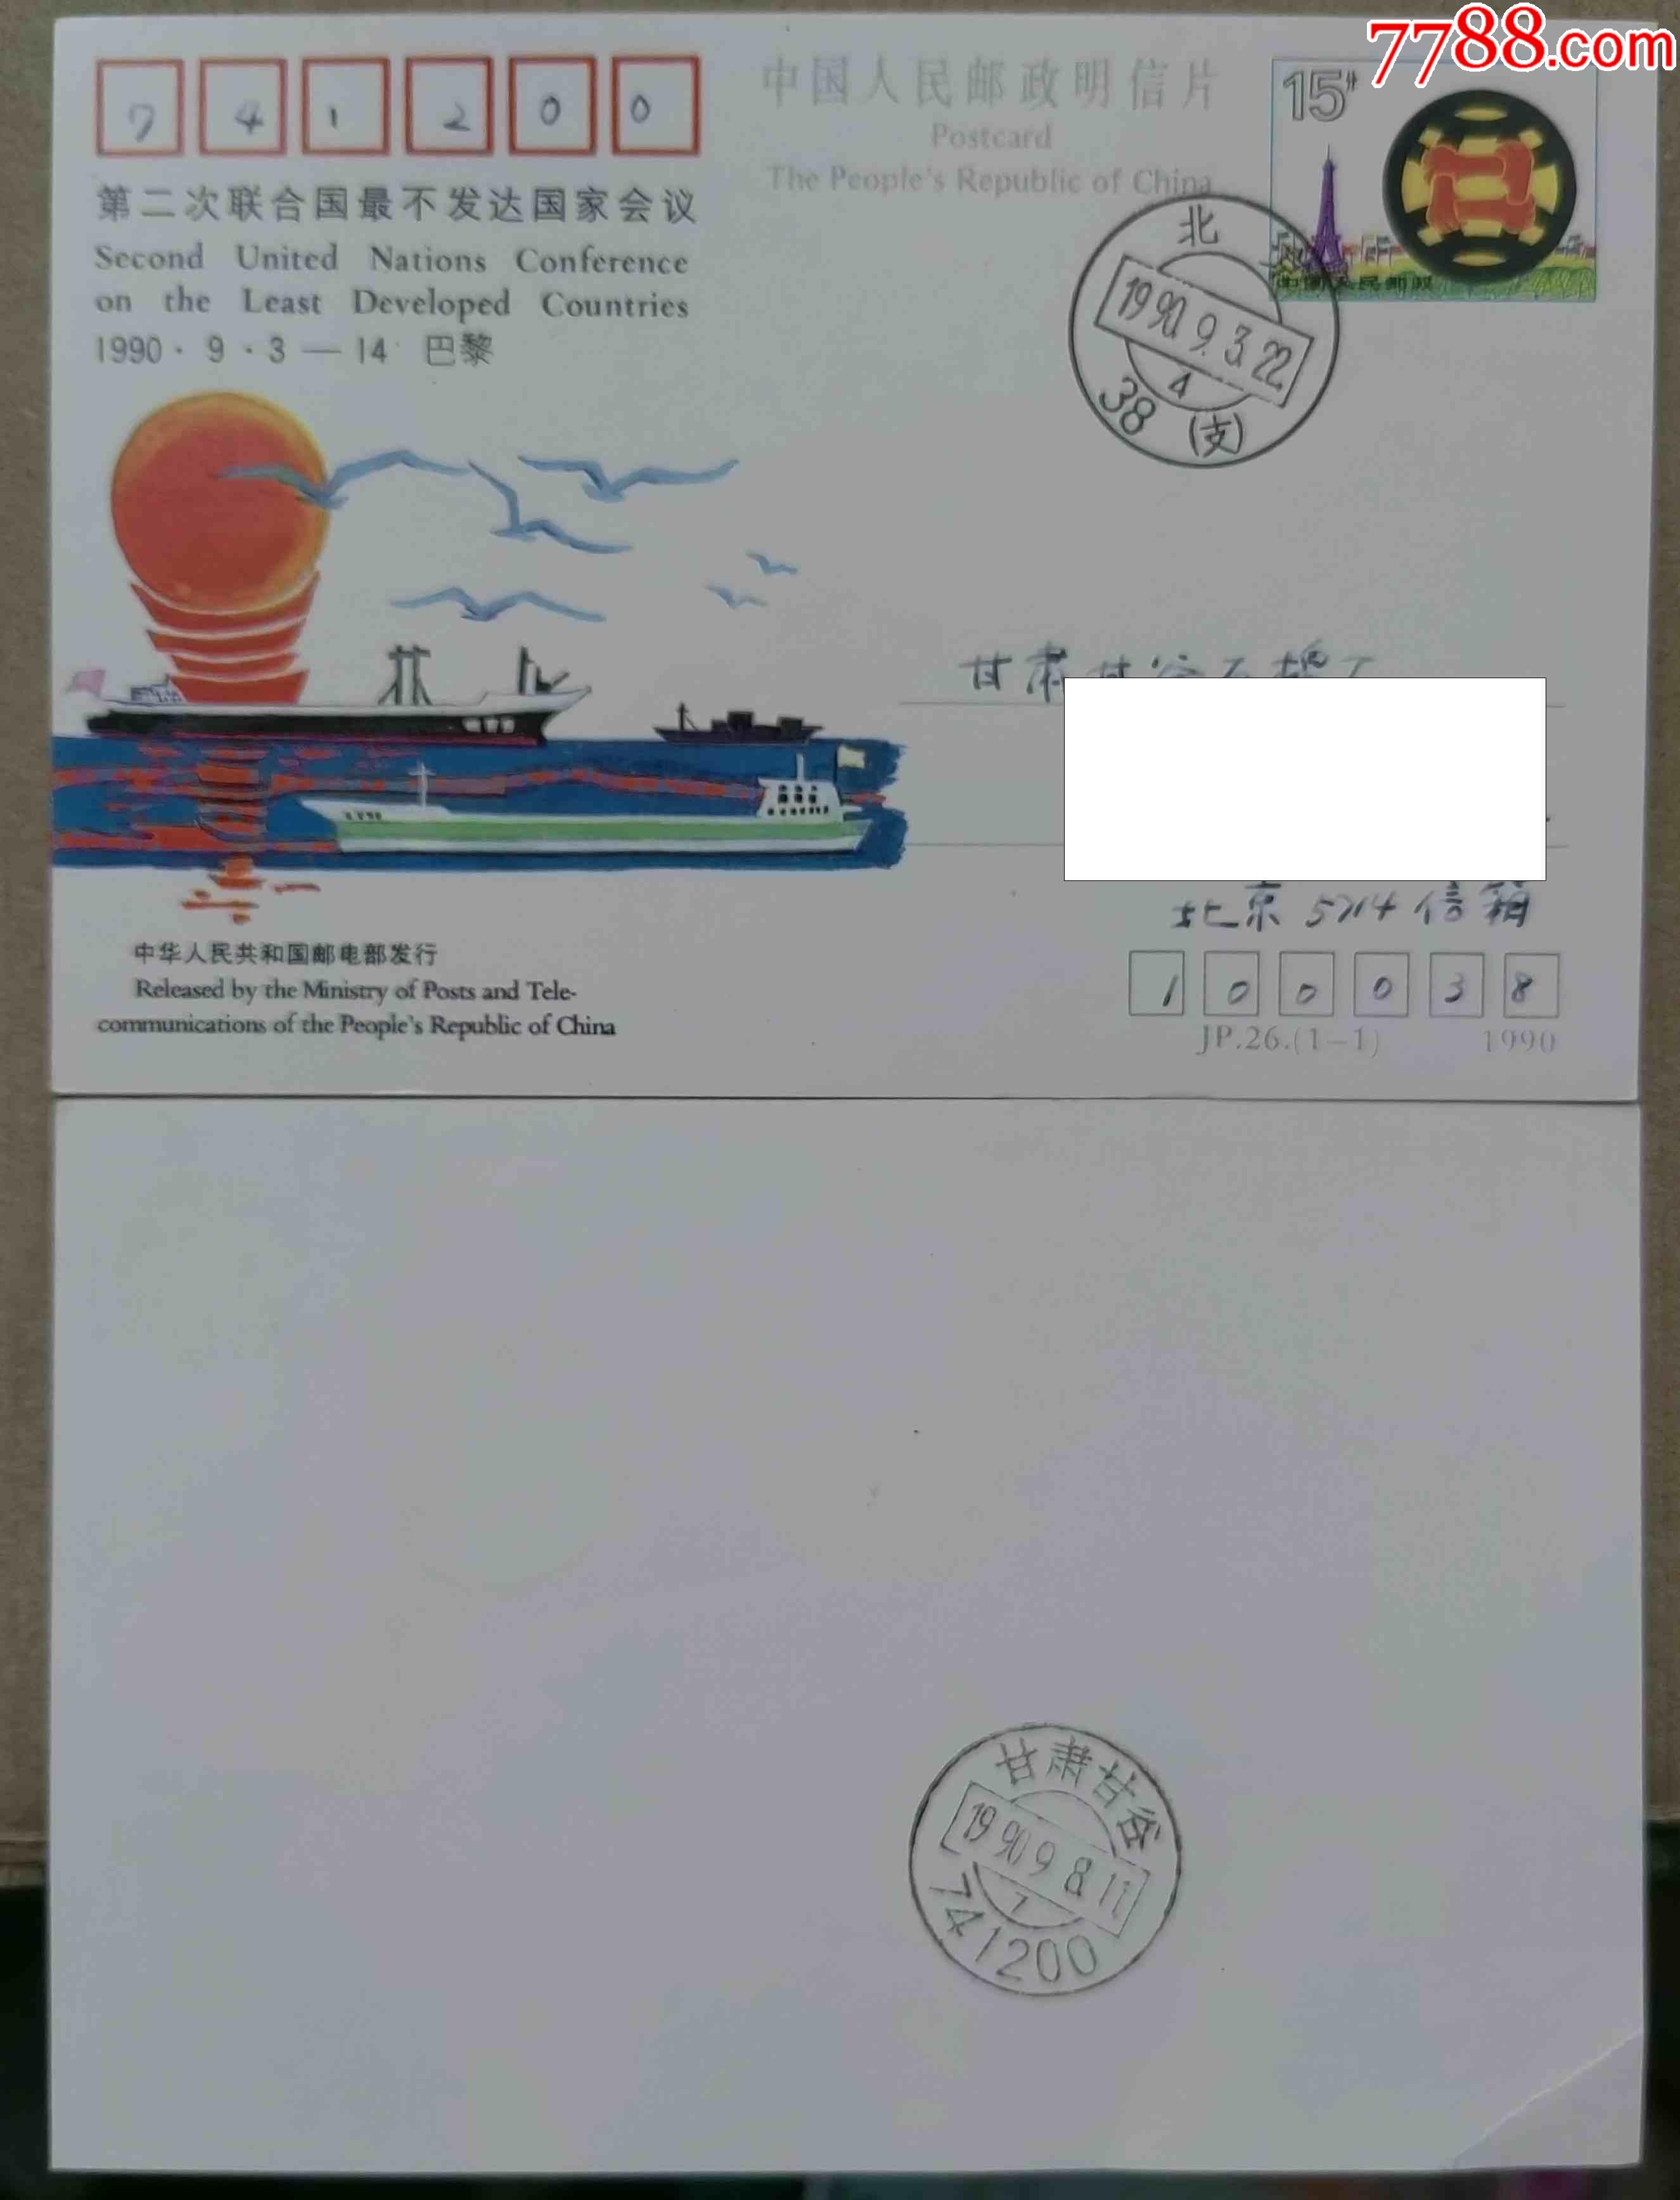 7788.com
7 4 1 2 0 0
中国人民邮政明信片
Postcard
The People's Republic of China
15分
中国人民邮政
第二次联合国最不发达国家会议
Second United Nations Conference
on the Least Developed Countries
1990·9·3—14 巴黎
北
1990.9.3.22
4
38 (支)
甘肃甘谷
北京5214信箱
1 0 0 0 3 8
JP.26.(1-1) 1990
中华人民共和国邮电部发行
Released by the Ministry of Posts and Tele-
communications of the People's Republic of China
甘肃甘谷
1990 9 8.11
741200